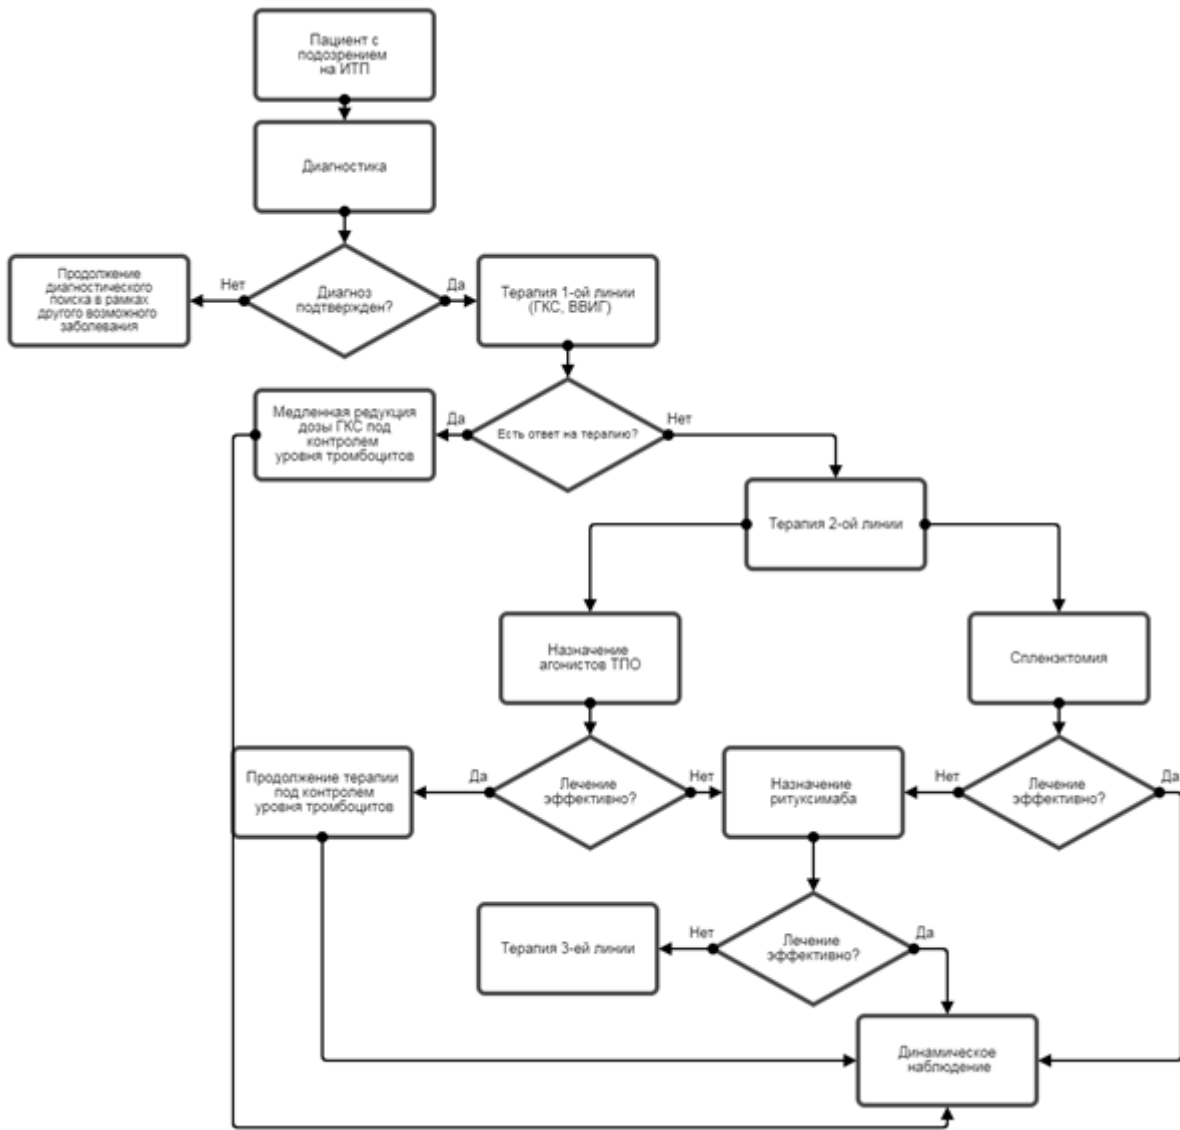 Пациент с
подозрением
на ИТП
Диагностика
Диагноз
подтвержден?
Нет
Да
Продолжение
диагностического
поиска в рамках
другого возможного
заболевания
Терапия 1-ой линии
(ГКС, ВВИГ)
Есть ответ на терапию?
Да
Нет
Медленная редукция
дозы ГКС под
контролем
уровня тромбоцитов
Терапия 2-ой линии
Назначение
агонистов ТПО
Спленэктомия
Лечение
эффективно?
Да
Нет
Продолжение терапии
под контролем
уровня тромбоцитов
Назначение
ритуксимаба
Лечение
эффективно?
Нет
Да
Лечение
эффективно?
Нет
Да
Терапия 3-ей линии
Динамическое
наблюдение